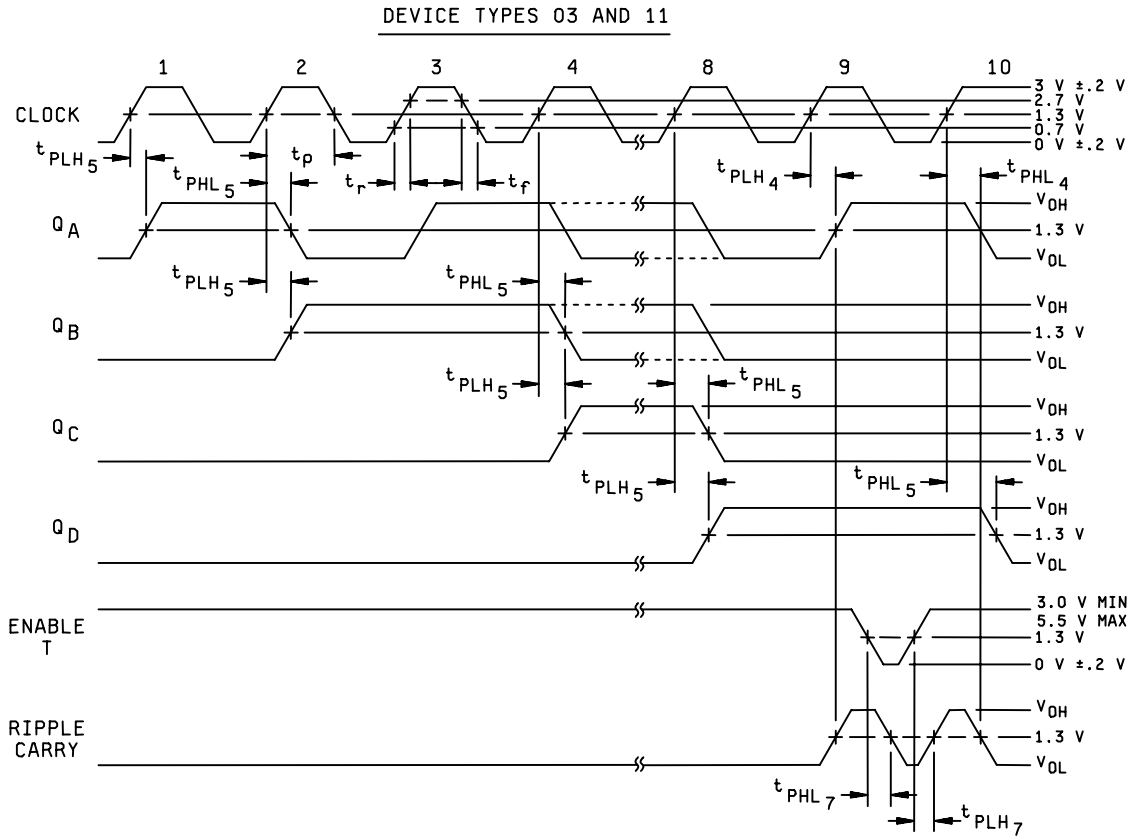 DEVICE TYPES 03 AND 11
1 2 3 4 8 9 10
CLOCK
3 V ±.2 V
2.7 V
1.3 V
0.7 V
0 V ±.2 V
tPLH5
tPHL5
tp
tr
tf
tPLH4
tPHL4
QA
VOH
1.3 V
VOL
tPLH5
tPHL5
QB
VOH
1.3 V
VOL
tPLH5
tPHL5
QC
VOH
1.3 V
VOL
tPLH5
tPHL5
QD
VOH
1.3 V
VOL
ENABLE
T
3.0 V MIN
5.5 V MAX
1.3 V
0 V ±.2 V
RIPPLE
CARRY
VOH
1.3 V
VOL
tPHL7
tPLH7